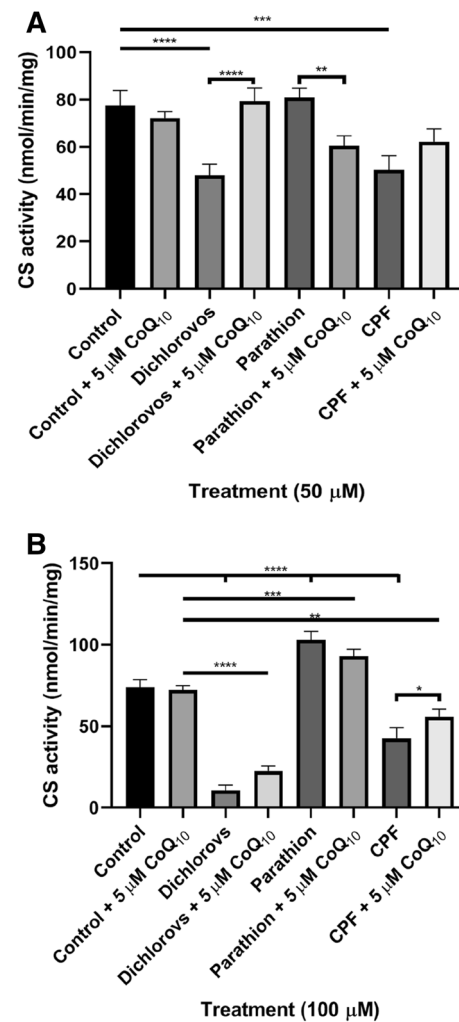 A
***
****
****
**
100
80
60
40
20
0
CS activity (nmol/min/mg)
Control
Control + 5 μM CoQ₁₀
Dichlorovos
Dichlorovos + 5 μM CoQ₁₀
Parathion
Parathion + 5 μM CoQ₁₀
CPF
CPF + 5 μM CoQ₁₀
Treatment (50 μM)
B
****
***
**
****
*
150
100
50
0
CS activity (nmol/min/mg)
Control
Control + 5 μM CoQ₁₀
Dichlorovs
Dichlorovs + 5 μM CoQ₁₀
Parathion
Parathion + 5 μM CoQ₁₀
CPF
CPF + 5 μM CoQ₁₀
Treatment (100 μM)